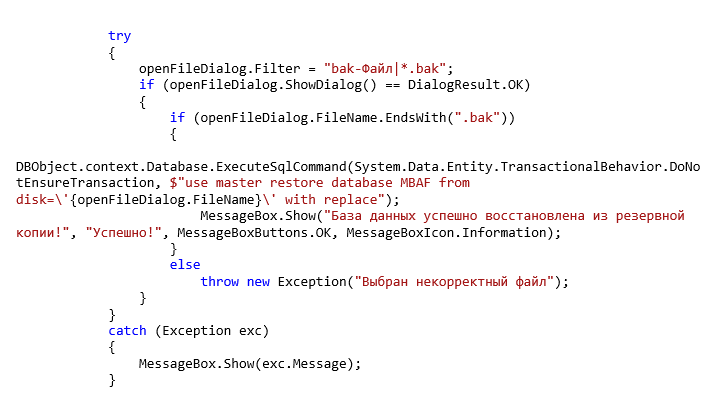 try
{
openFileDialog.Filter = "bak-Файл|*.bak";
if (openFileDialog.ShowDialog() == DialogResult.OK)
{
if (openFileDialog.FileName.EndsWith(".bak"))
{
DBObject.context.Database.ExecuteSqlCommand(System.Data.Entity.TransactionalBehavior.DoNo
tEnsureTransaction, $"use master restore database MBAF from
disk=\'{openFileDialog.FileName}\' with replace");
MessageBox.Show("База данных успешно восстановлена из резервной
копии!", "Успешно!", MessageBoxButtons.OK, MessageBoxIcon.Information);
}
else
throw new Exception("Выбран некорректный файл");
}
}
catch (Exception exc)
{
MessageBox.Show(exc.Message);
}